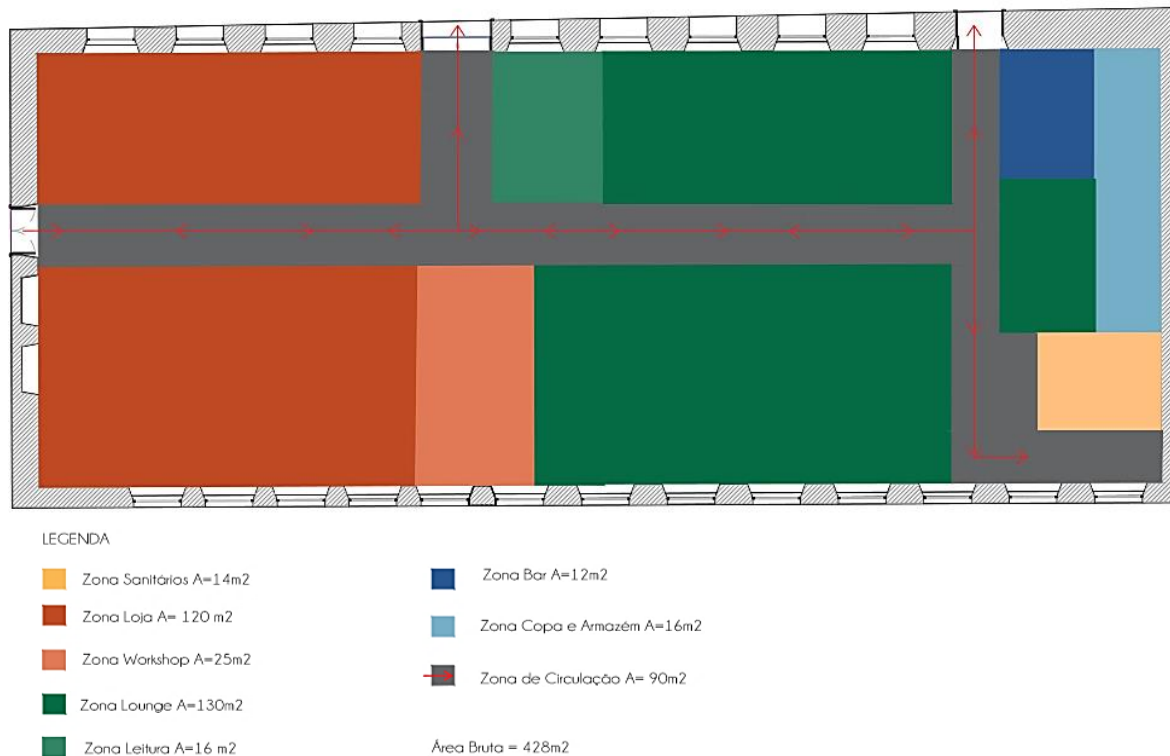 LEGENDA
Zona Sanitários A=14m2
Zona Loja A= 120 m2
Zona Workshop A=25m2
Zona Lounge A=130m2
Zona Leitura A=16 m2
Zona Bar A=12m2
Zona Copa e Armazém A=16m2
Zona de Circulação A= 90m2
Área Bruta = 428m2